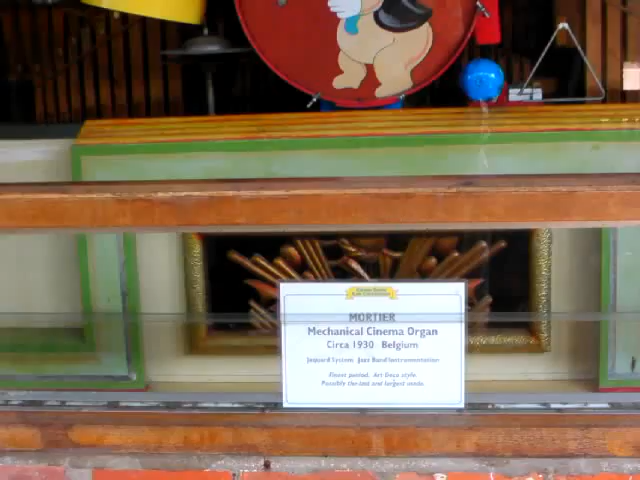 MORTIER
Mechanical Cinema Organ
Circa 1930 Belgium
Jaquard System. Jazz Band Instrumentation
Finest period. Art Deco style.
Possibly the last and largest made.